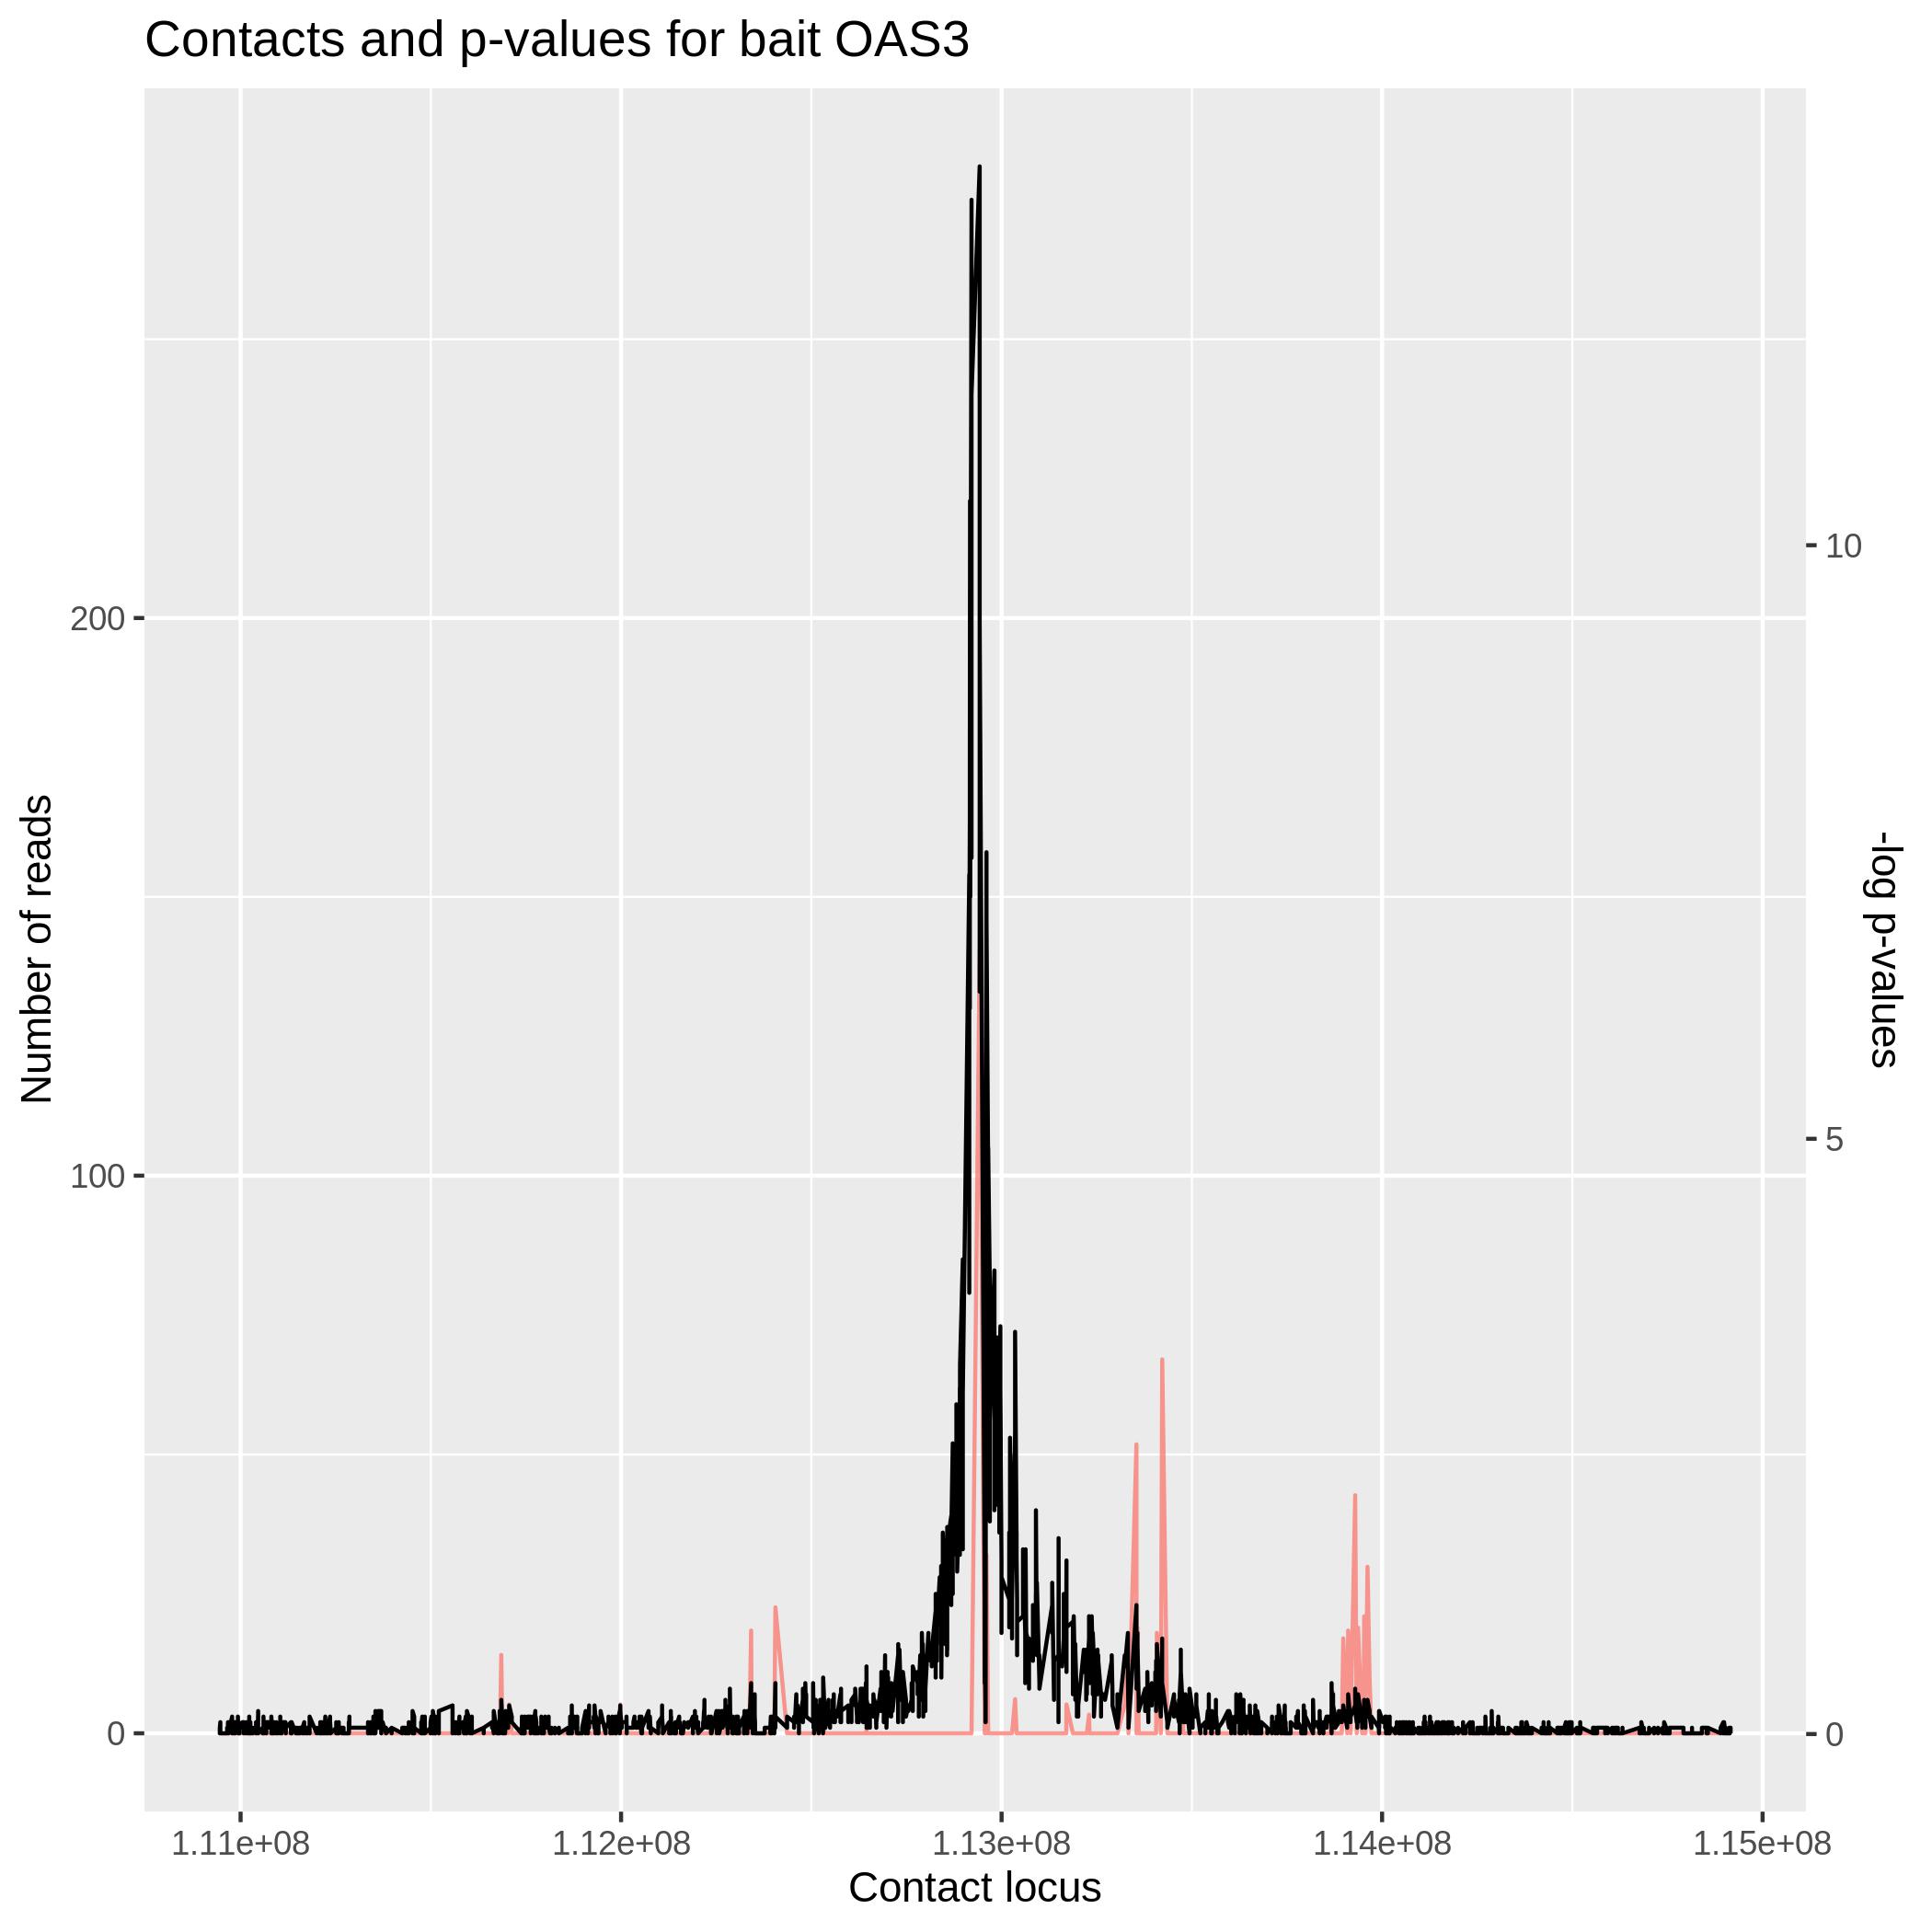 Contacts and p-values for bait OAS3
Number of reads
200
100
0
10
5
0
-log p-values
1.11e+08 1.12e+08 1.13e+08 1.14e+08 1.15e+08
Contact locus